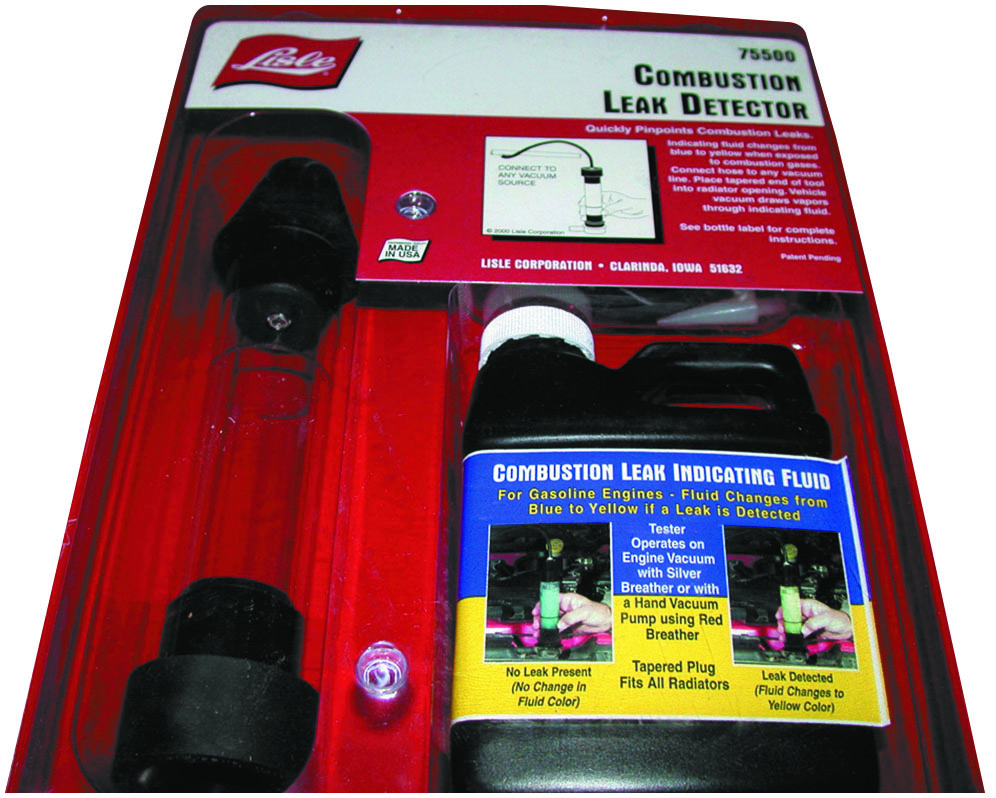 Lisle
75500
COMBUSTION
LEAK DETECTOR
Quickly Pinpoints Combustion Leaks.
Indicating fluid changes from
blue to yellow when exposed
to combustion gases.
Connect hose to any vacuum
line. Place tapered end of tool
into radiator opening. Vehicle
vacuum draws vapors
through indicating fluid.
See bottle label for complete
instructions.
Patent Pending
CONNECT TO
ANY VACUUM
SOURCE
© 2000 Lisle Corporation
MADE
IN USA
LISLE CORPORATION • CLARINDA, IOWA 51632
COMBUSTION LEAK INDICATING FLUID
For Gasoline Engines - Fluid Changes from
Blue to Yellow if a Leak is Detected
Tester
Operates on
Engine Vacuum
with Silver
Breather or with
a Hand Vacuum
Pump using Red
Breather
Tapered Plug
Fits All Radiators
No Leak Present
(No Change in
Fluid Color)
Leak Detected
(Fluid Changes to
Yellow Color)